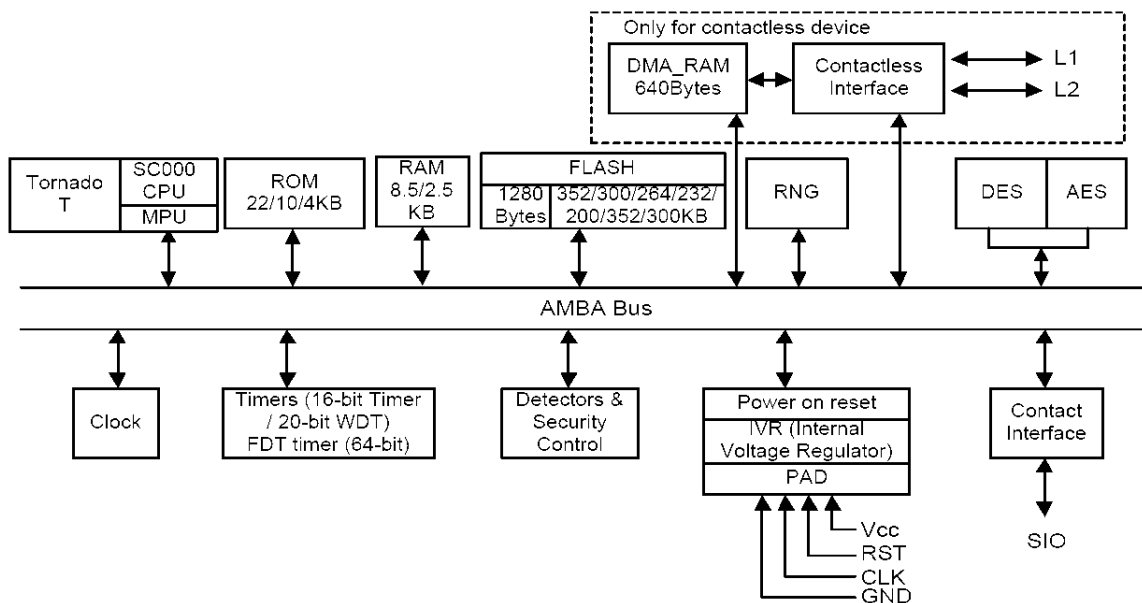 Only for contactless device
DMA_RAM
640Bytes
Contactless
Interface
L1
L2
Tornado
T
SC000
CPU
MPU
ROM
22/10/4KB
RAM
8.5/2.5
KB
FLASH
1280
Bytes
352/300/264/232/
200/352/300KB
RNG
DES
AES
AMBA Bus
Clock
Timers (16-bit Timer
/ 20-bit WDT)
FDT timer (64-bit)
Detectors &
Security
Control
Power on reset
IVR (Internal
Voltage Regulator)
PAD
Contact
Interface
Vcc
RST
CLK
GND
SIO